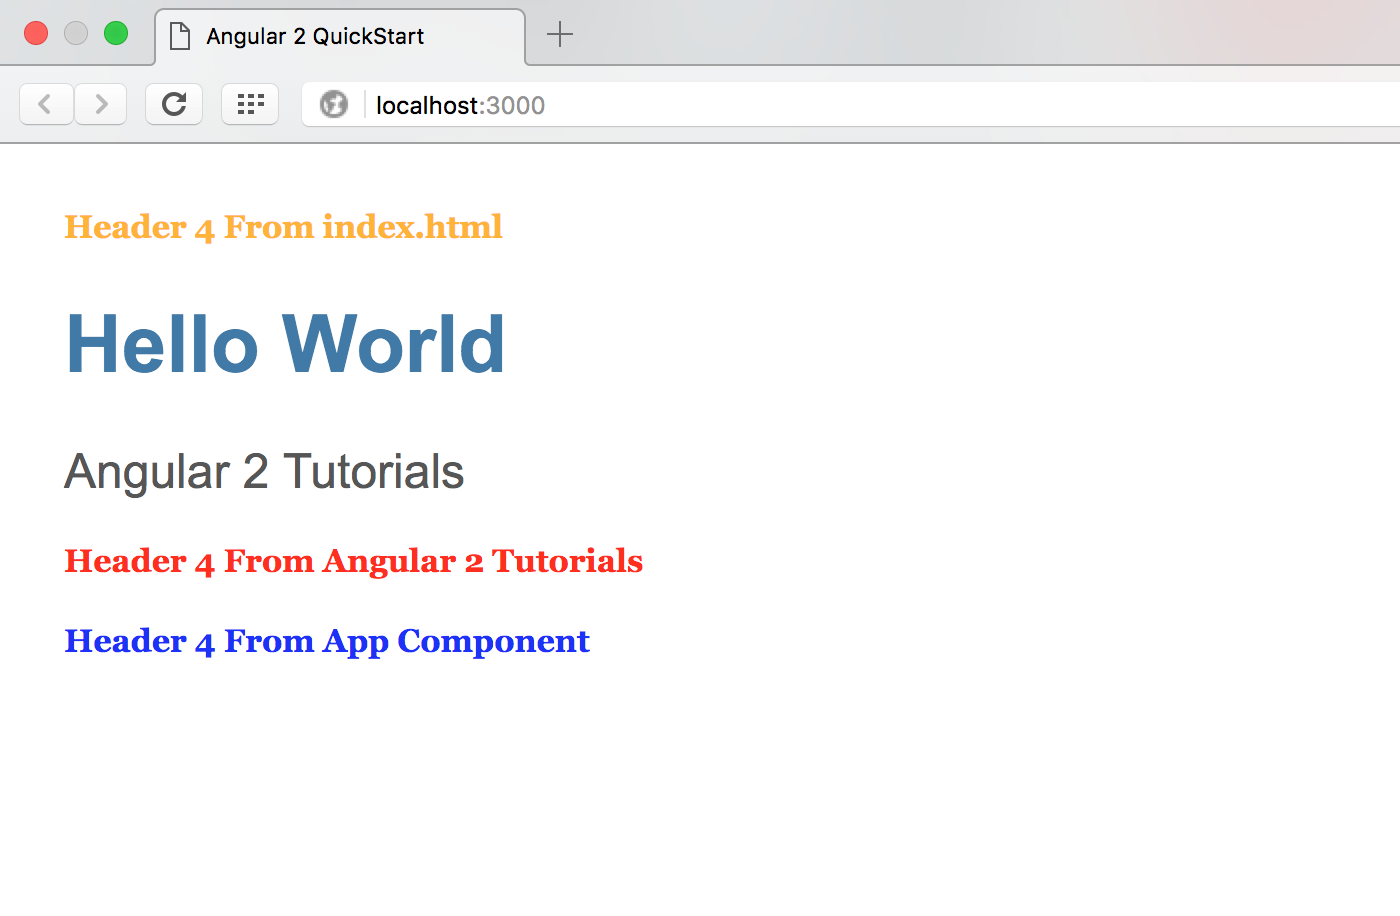 Angular 2 QuickStart
localhost:3000
Header 4 From index.html
Hello World
Angular 2 Tutorials
Header 4 From Angular 2 Tutorials
Header 4 From App Component